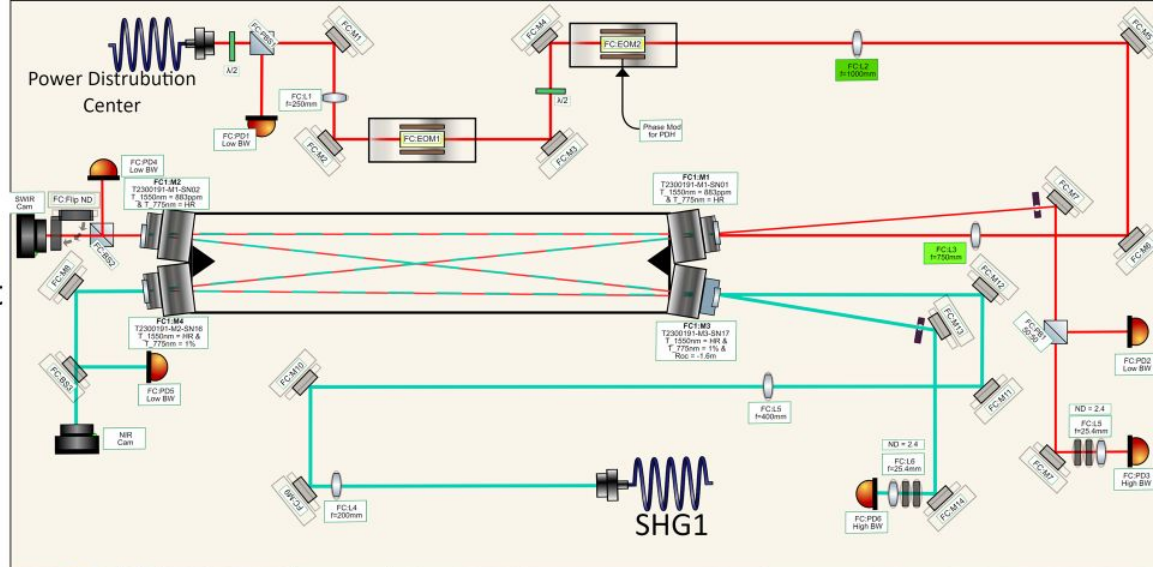 FC:PBS1
FC:M1
FC:M4
FC:EOM2
FC:M5
Power Distrubution
Center
λ/2
FC:L1
f=250mm
λ/2
FC:L2
f=1000mm
FC:PD1
Low BW
FC:M2
FC:EOM1
FC:M3
Phase Mod
for PDH
FC:PD4
Low BW
SWIR
Cam
FC:Flip ND
FC:BS2
FC1:M2
T2300191-M1-SN02
T_1550nm = 883ppm
& T_775nm = HR
FC1:M1
T2300191-M1-SN01
T_1550nm = 883ppm
& T_775nm = HR
FC:M7
FC:L3
f=750mm
FC:M6
FC:M8
FC:M12
FC1:M4
T2300191-M2-SN16
T_1550nm = HR &
T_775nm = 1%
FC1:M3
T2300191-M3-SN17
T_1550nm = HR &
T_775nm = 1% &
Roc = -1.6m
FC:M13
FC:PB1
50:50
FC:PD2
Low BW
FC:BS3
FC:PD5
Low BW
FC:M10
FC:L5
f=400mm
FC:M11
NIR
Cam
ND = 2.4
FC:L5
f=25.4mm
FC:M7
FC:PD3
High BW
ND = 2.4
FC:L6
f=25.4mm
FC:M9
FC:L4
f=200mm
SHG1
FC:PD6
High BW
FC:M14